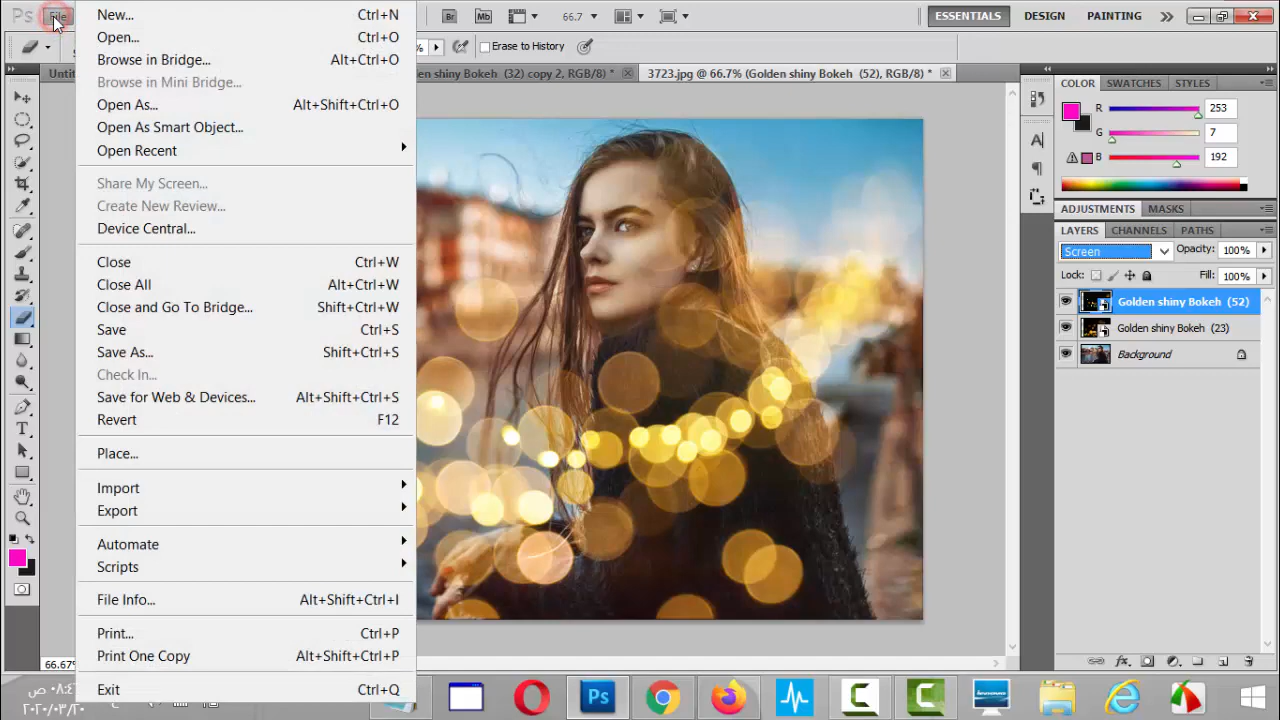 Ps File 66.7 ESSENTIALS DESIGN PAINTING
Br Mb
% Erase to History
Unti
en shiny Bokeh (32) copy 2, RGB/8) *
3723.jpg @ 66.7% (Golden shiny Bokeh (52), RGB/8) *
New... Ctrl+N
Open... Ctrl+O
Browse in Bridge... Alt+Ctrl+O
Browse in Mini Bridge...
Open As... Alt+Shift+Ctrl+O
Open As Smart Object...
Open Recent
Share My Screen...
Create New Review...
Device Central...
Close Ctrl+W
Close All Alt+Ctrl+W
Close and Go To Bridge... Shift+Ctrl+W
Save Ctrl+S
Save As... Shift+Ctrl+S
Check In...
Save for Web & Devices... Alt+Shift+Ctrl+S
Revert F12
Place...
Import
Export
Automate
Scripts
File Info... Alt+Shift+Ctrl+I
Print... Ctrl+P
Print One Copy Alt+Shift+Ctrl+P
Exit Ctrl+Q
COLOR SWATCHES STYLES
R 253
G 7
B 192
ADJUSTMENTS MASKS
LAYERS CHANNELS PATHS
Screen Opacity: 100%
Lock: Fill: 100%
Golden shiny Bokeh (52)
Golden shiny Bokeh (23)
Background
66.67%
ص
٢٠٢٠/٠٣/٢٠
Ps